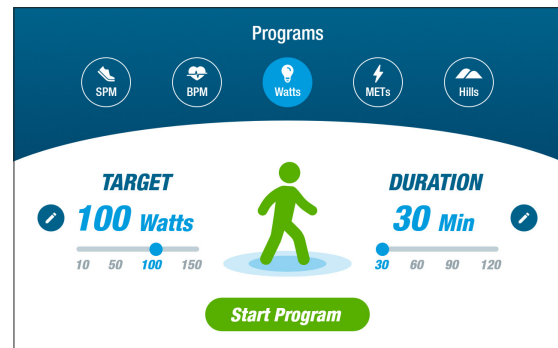 Programs
SPM
BPM
Watts
METs
Hills
TARGET
100 Watts
10 50 100 150
DURATION
30 Min
30 60 90 120
Start Program